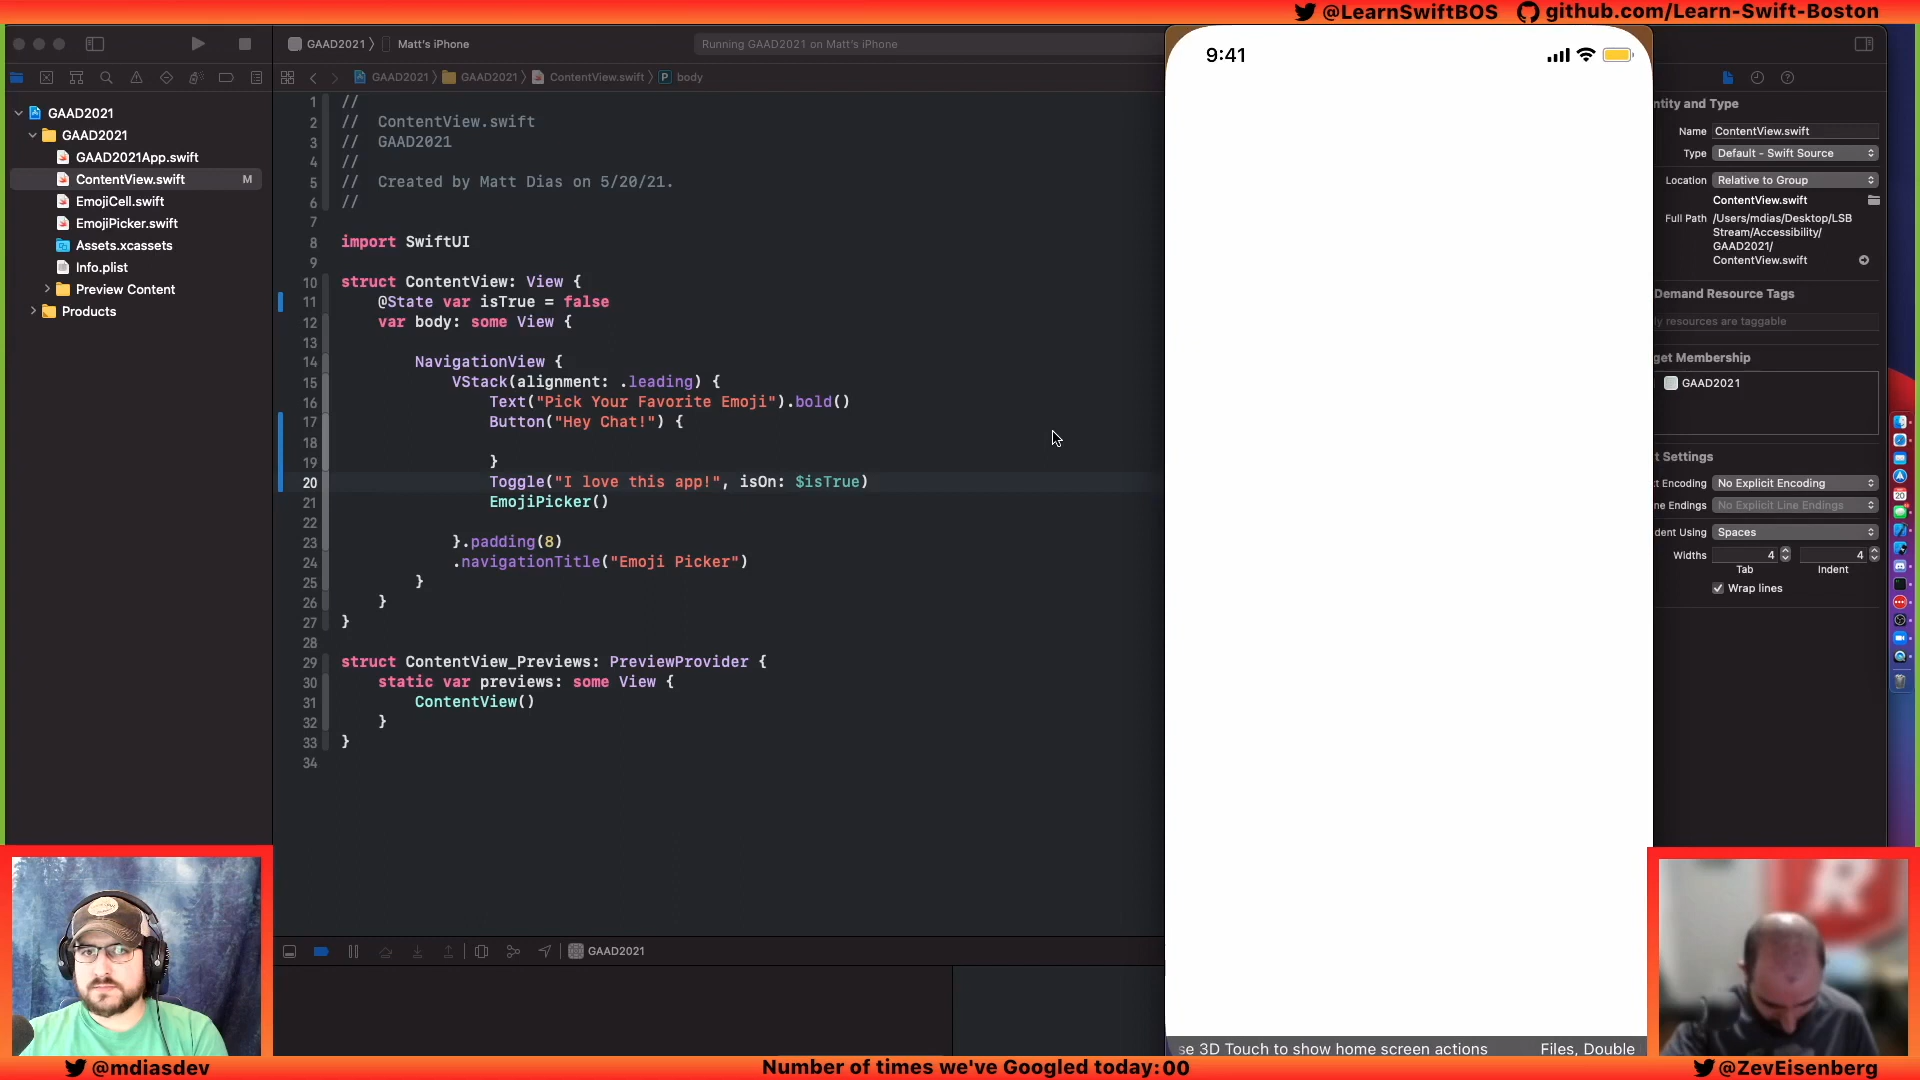 @LearnSwiftBOS github.com/Learn-Swift-Boston
GAAD2021 Matt's iPhone
Running GAAD2021 on Matt's iPhone
9:41
GAAD2021 GAAD2021 ContentView.swift P body
GAAD2021
GAAD2021
GAAD2021App.swift
ContentView.swift M
EmojiCell.swift
EmojiPicker.swift
Assets.xcassets
Info.plist
Preview Content
Products
1 //
2 // ContentView.swift
3 // GAAD2021
4 //
5 // Created by Matt Dias on 5/20/21.
6 //
7
8 import SwiftUI
9
10 struct ContentView: View {
11 @State var isTrue = false
12 var body: some View {
13
14 NavigationView {
15 VStack(alignment: .leading) {
16 Text("Pick Your Favorite Emoji").bold()
17 Button("Hey Chat!") {
18
19 }
20 Toggle("I love this app!", isOn: $isTrue)
21 EmojiPicker()
22
23 }.padding(8)
24 .navigationTitle("Emoji Picker")
25 }
26 }
27 }
28
29 struct ContentView_Previews: PreviewProvider {
30 static var previews: some View {
31 ContentView()
32 }
33 }
34
ntity and Type
Name ContentView.swift
Type Default - Swift Source
Location Relative to Group
ContentView.swift
Full Path /Users/mdias/Desktop/LSB
Stream/Accessibility/
GAAD2021/
ContentView.swift
Demand Resource Tags
ly resources are taggable
get Membership
GAAD2021
t Settings
t Encoding No Explicit Encoding
ne Endings No Explicit Line Endings
dent Using Spaces
Widths 4 4
Tab Indent
Wrap lines
GAAD2021
se 3D Touch to show home screen actions Files, Double
@mdiasdev
Number of times we've Googled today: 00
@ZevEisenberg